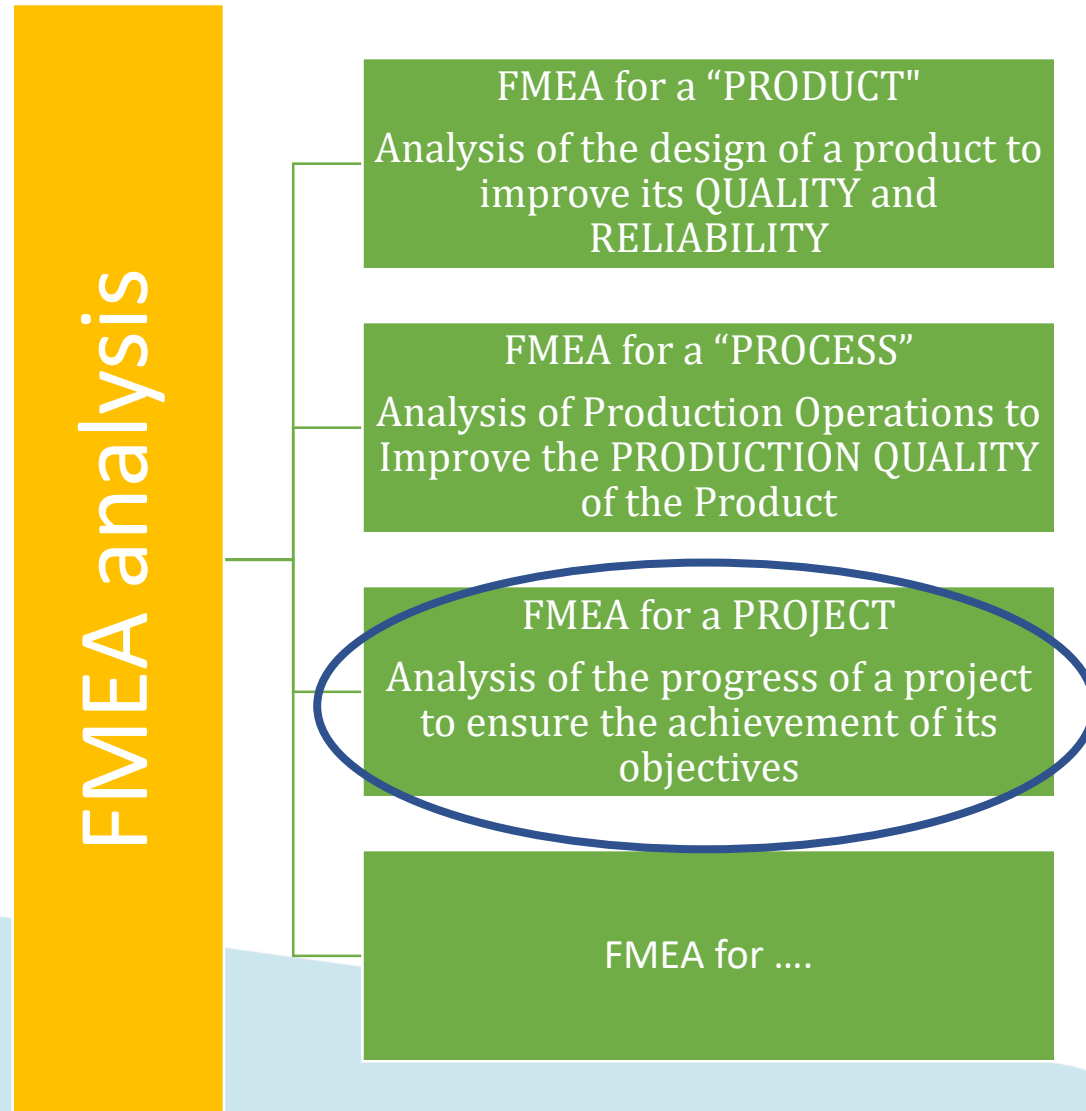 FMEA analysis
FMEA for a “PRODUCT"
Analysis of the design of a product to
improve its QUALITY and
RELIABILITY
FMEA for a “PROCESS”
Analysis of Production Operations to
Improve the PRODUCTION QUALITY
of the Product
FMEA for a PROJECT
Analysis of the progress of a project
to ensure the achievement of its
objectives
FMEA for ....